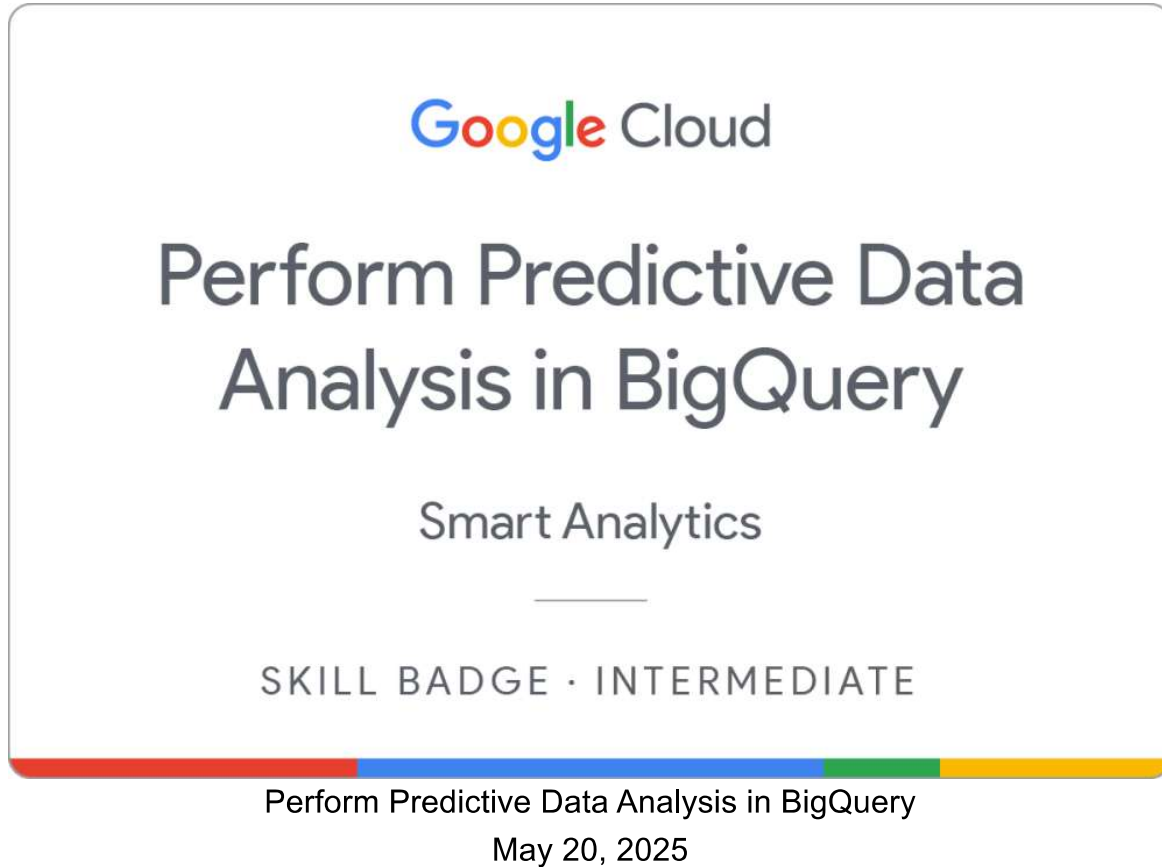 Google Cloud
Perform Predictive Data
Analysis in BigQuery
Smart Analytics
SKILL BADGE · INTERMEDIATE
Perform Predictive Data Analysis in BigQuery
May 20, 2025